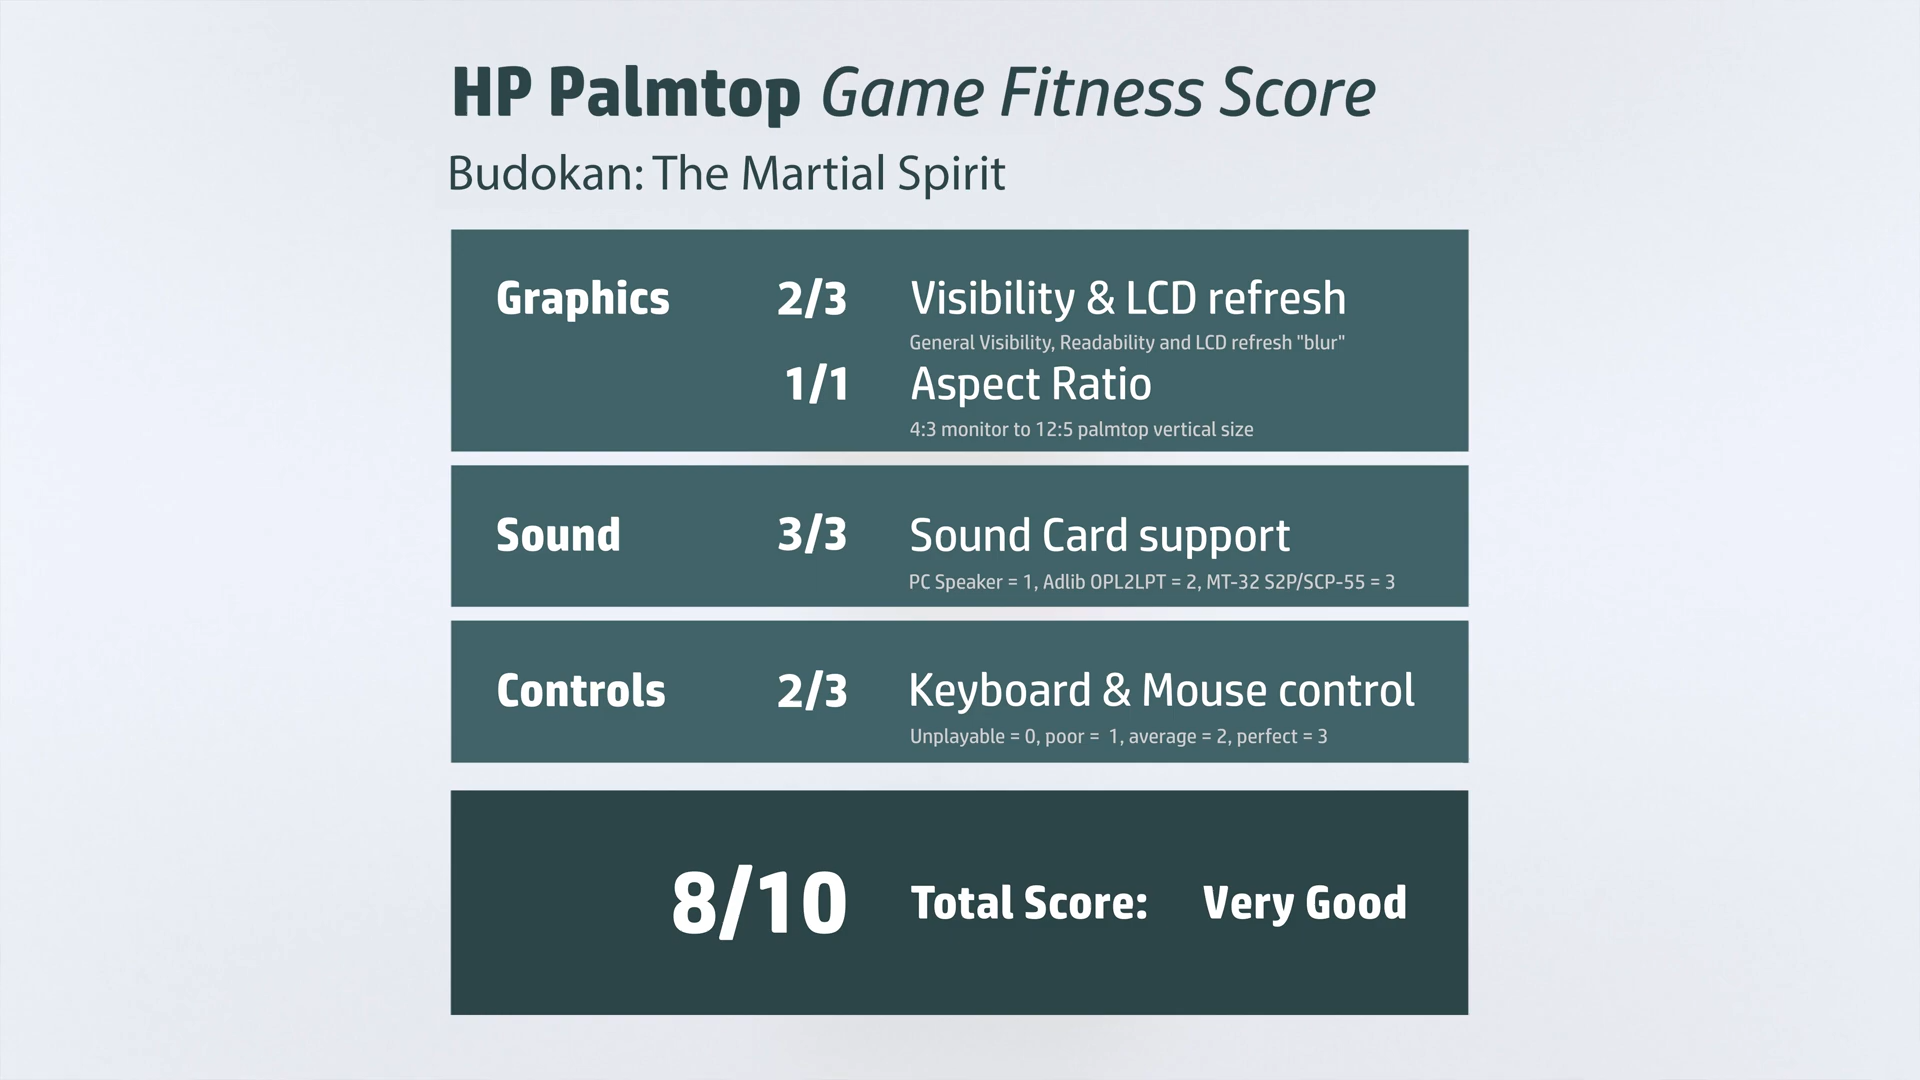 HP Palmtop Game Fitness Score
Budokan: The Martial Spirit
Graphics 2/3 Visibility & LCD refresh
General Visibility, Readability and LCD refresh "blur"
1/1 Aspect Ratio
4:3 monitor to 12:5 palmtop vertical size
Sound 3/3 Sound Card support
PC Speaker = 1, Adlib OPL2LPT = 2, MT-32 S2P/SCP-55 = 3
Controls 2/3 Keyboard & Mouse control
Unplayable = 0, poor = 1, average = 2, perfect = 3
8/10 Total Score: Very Good